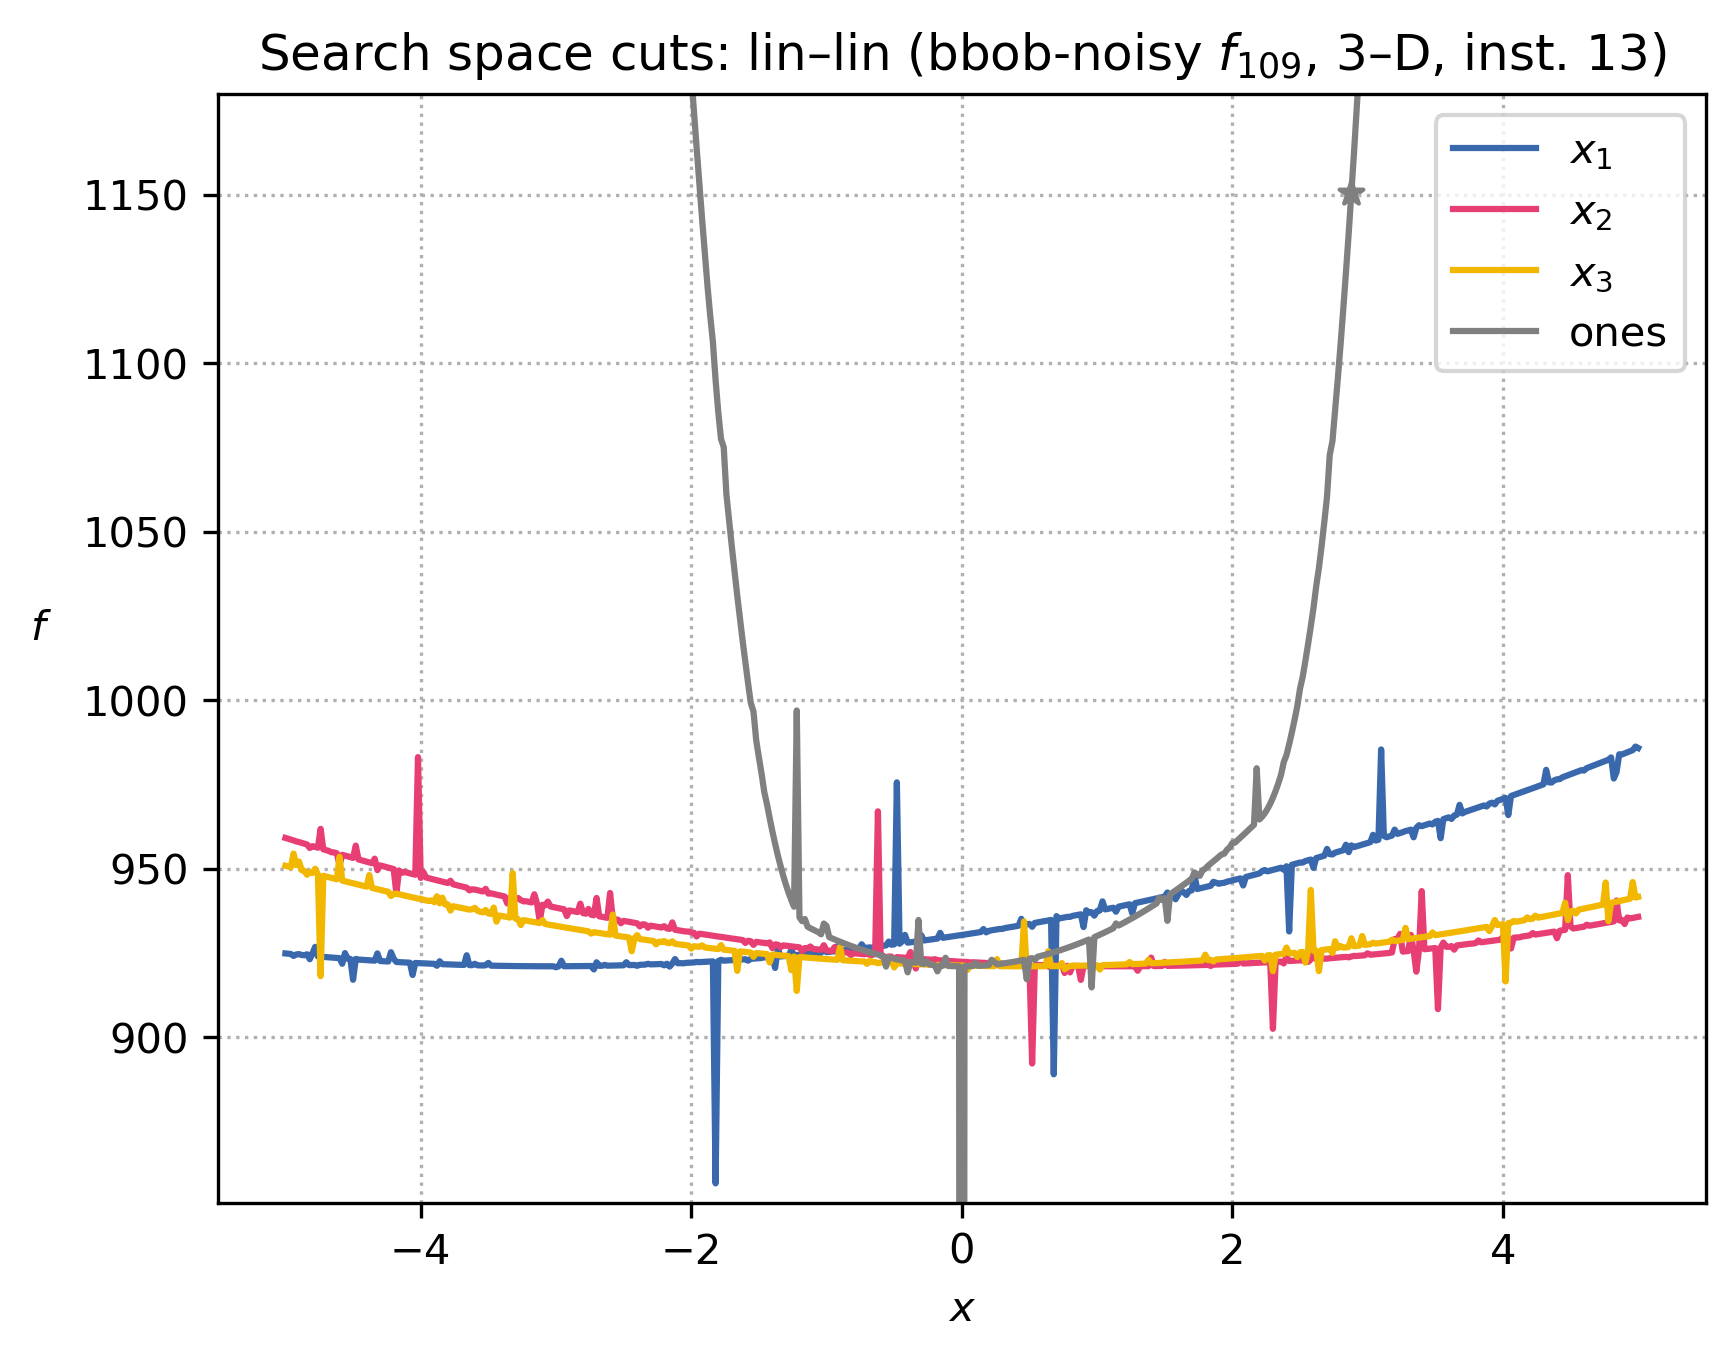 Search space cuts: lin–lin (bbob-noisy f₁₀₉, 3–D, inst. 13)
x₁
x₂
x₃
ones
1150
1100
1050
1000
950
900
f
−4 −2 0 2 4
x